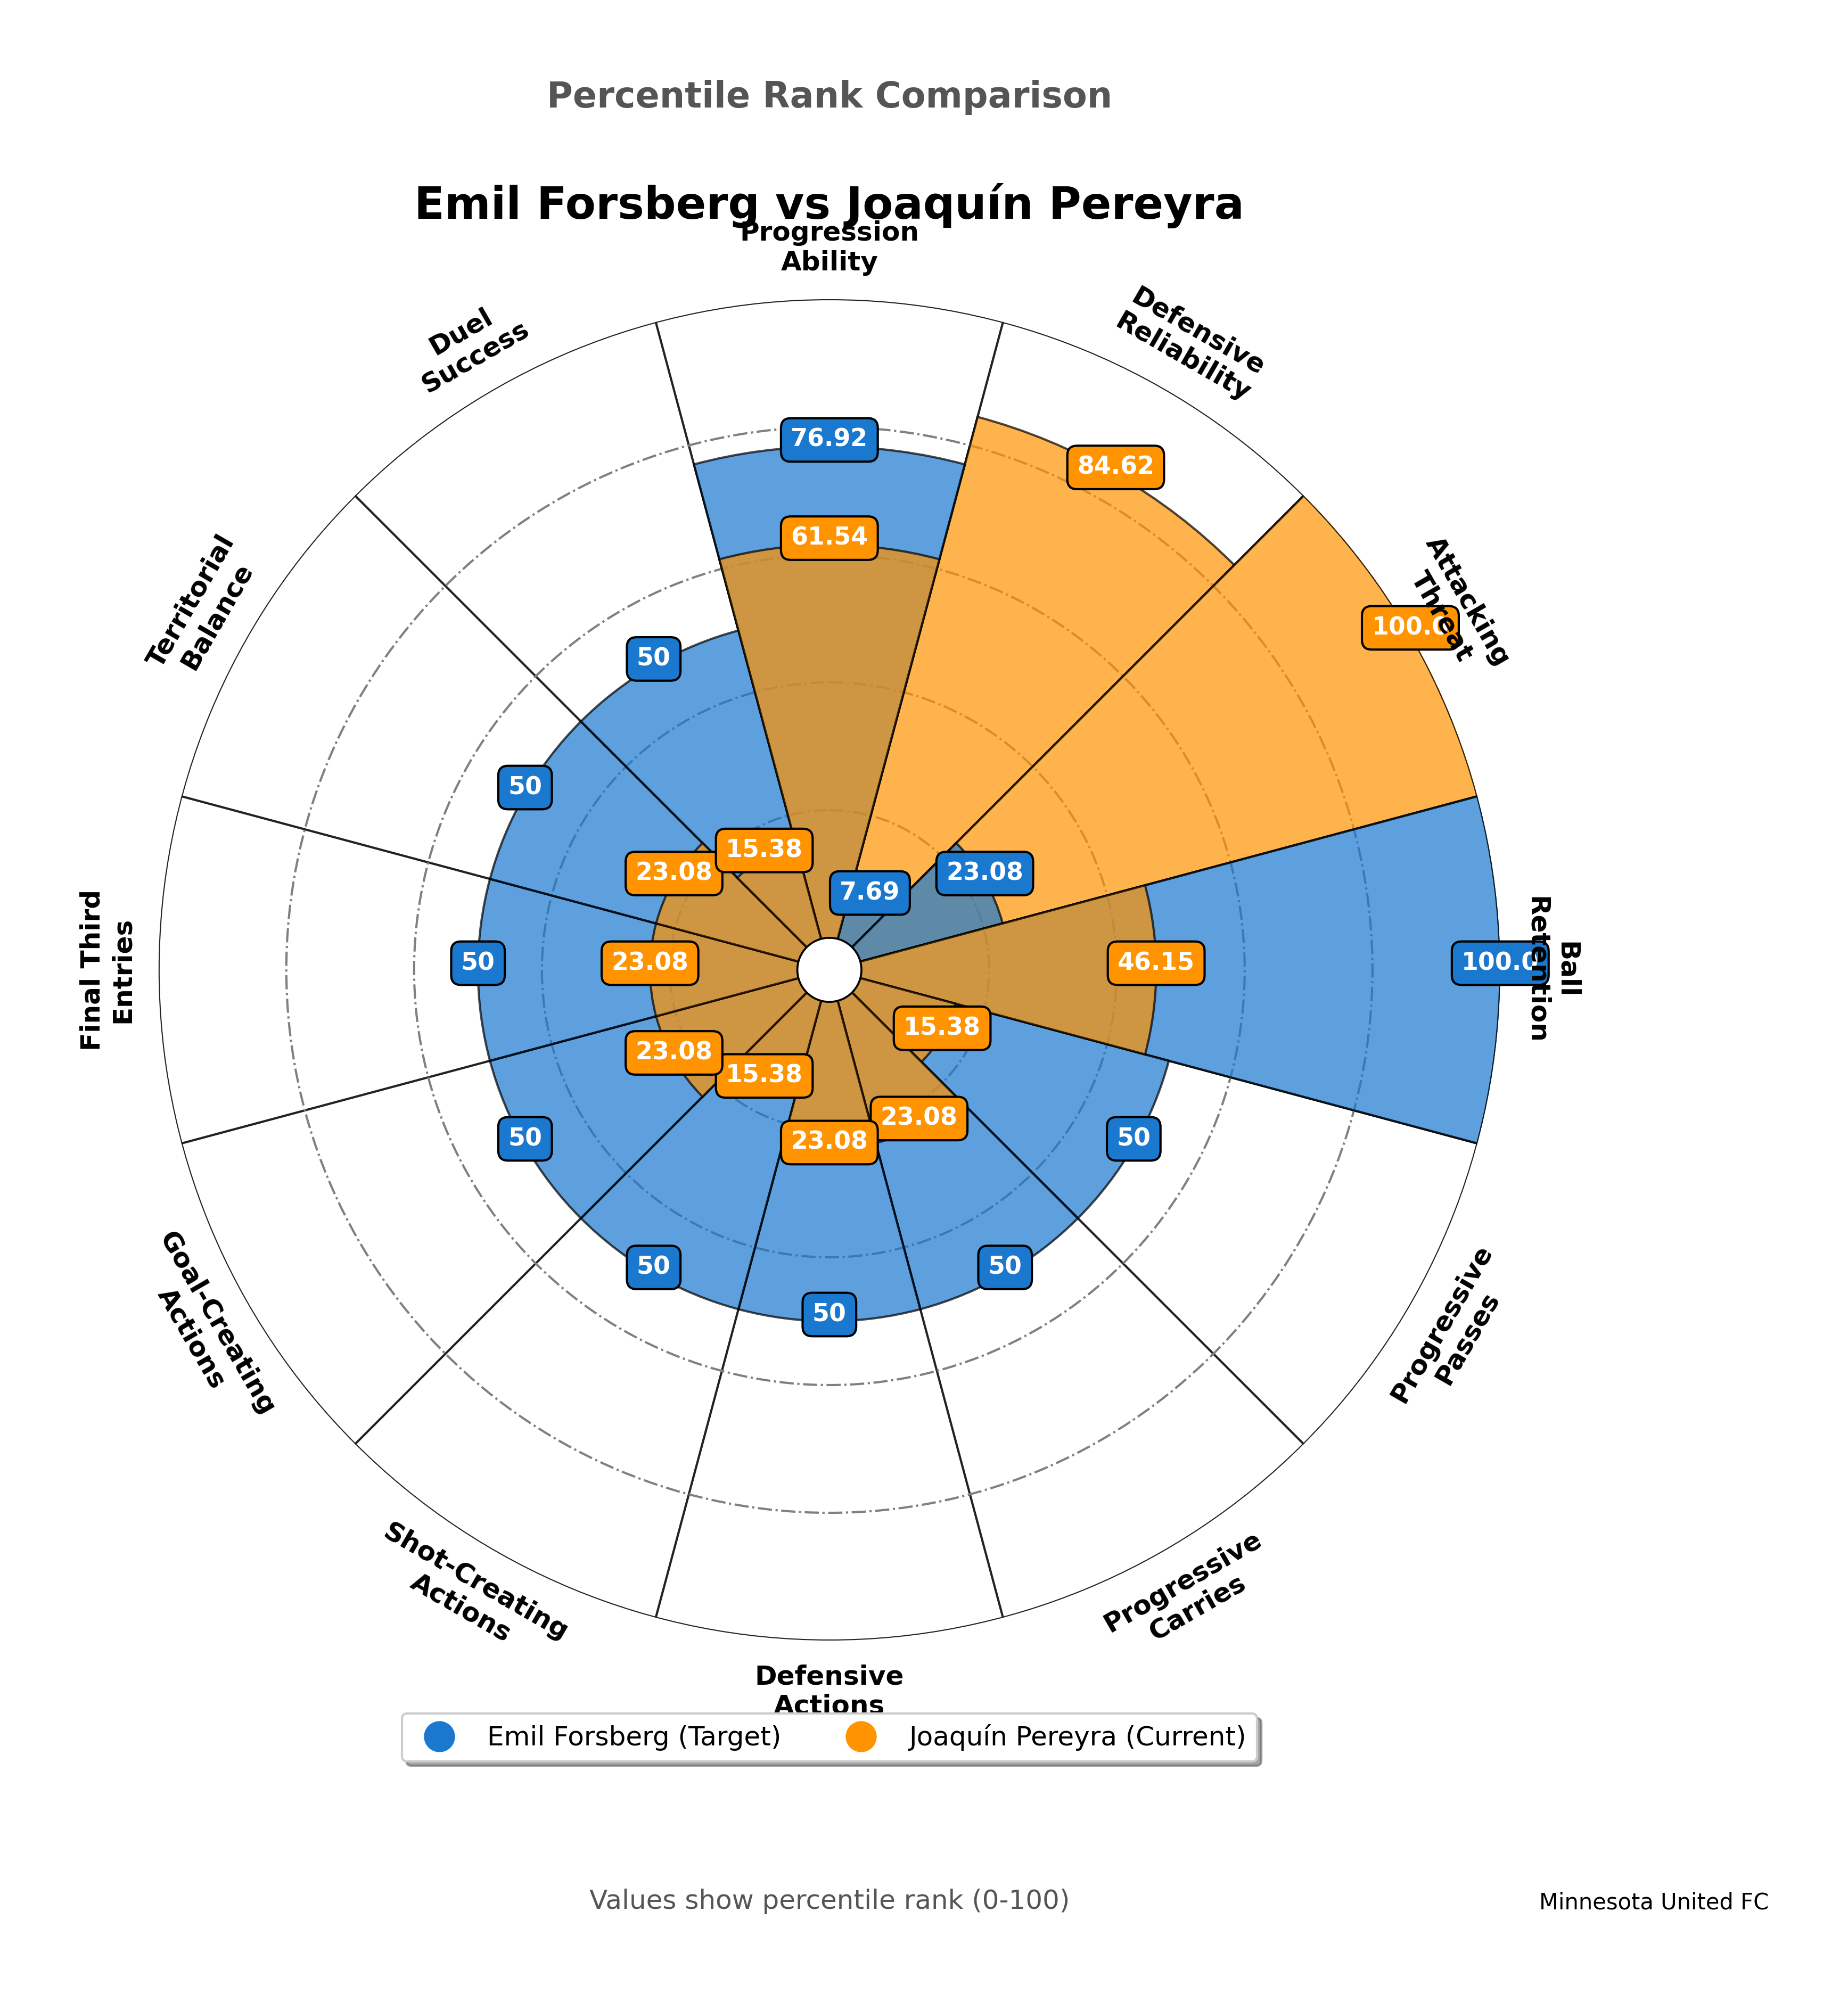 Percentile Rank Comparison
Emil Forsberg vs Joaquín Pereyra
Progression
Ability
Defensive
Reliability
Attacking
Threat
Ball
Retention
Progressive
Passes
Progressive
Carries
Defensive
Actions
Shot-Creating
Actions
Goal-Creating
Actions
Final Third
Entries
Territorial
Balance
Duel
Success
76.92
61.54
84.62
100.0
50
50
15.38
23.08
7.69
23.08
50
23.08
46.15
100.0
23.08
15.38
15.38
23.08
23.08
50
50
50
50
50
Emil Forsberg (Target)
Joaquín Pereyra (Current)
Values show percentile rank (0-100)
Minnesota United FC